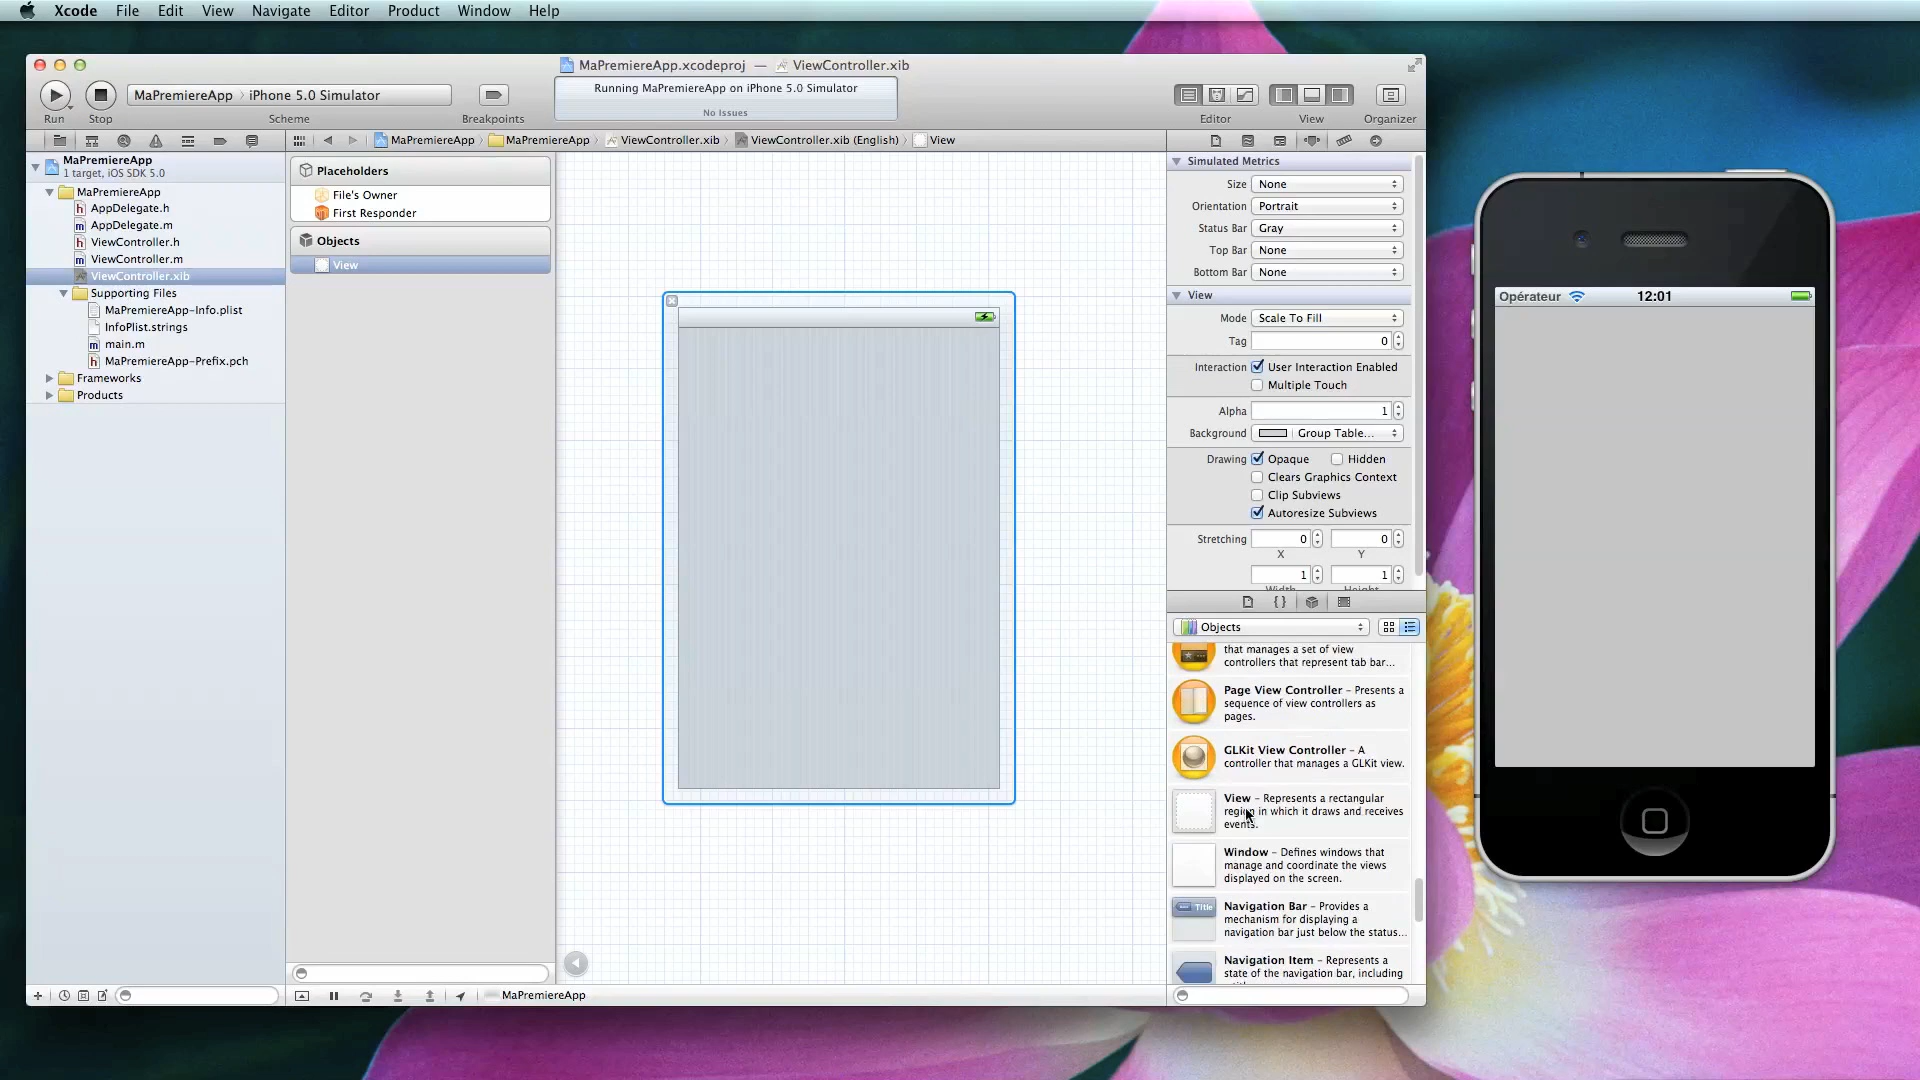 Xcode File Edit View Navigate Editor Product Window Help
MaPremiereApp.xcodeproj — ViewController.xib
MaPremiereApp › iPhone 5.0 Simulator
Running MaPremiereApp on iPhone 5.0 Simulator
No Issues
Run Stop Scheme Breakpoints Editor View Organizer
MaPremiereApp › MaPremiereApp › ViewController.xib › ViewController.xib (English) › View
MaPremiereApp
1 target, iOS SDK 5.0
MaPremiereApp
AppDelegate.h
AppDelegate.m
ViewController.h
ViewController.m
ViewController.xib
Supporting Files
MaPremiereApp-Info.plist
InfoPlist.strings
main.m
MaPremiereApp-Prefix.pch
Frameworks
Products
Placeholders
File's Owner
First Responder
Objects
View
Simulated Metrics
Size None
Orientation Portrait
Status Bar Gray
Top Bar None
Bottom Bar None
View
Mode Scale To Fill
Tag 0
Interaction User Interaction Enabled
Multiple Touch
Alpha 1
Background Group Table...
Drawing Opaque Hidden
Clears Graphics Context
Clip Subviews
Autoresize Subviews
Stretching 0 0
X Y
1 1
Width Height
{}
Objects
that manages a set of view
controllers that represent tab bar...
Page View Controller – Presents a
sequence of view controllers as
pages.
GLKit View Controller – A
controller that manages a GLKit view.
View – Represents a rectangular
region in which it draws and receives
events.
Window – Defines windows that
manage and coordinate the views
displayed on the screen.
Title
Navigation Bar – Provides a
mechanism for displaying a
navigation bar just below the status...
Navigation Item – Represents a
state of the navigation bar, including
MaPremiereApp
Opérateur 12:01